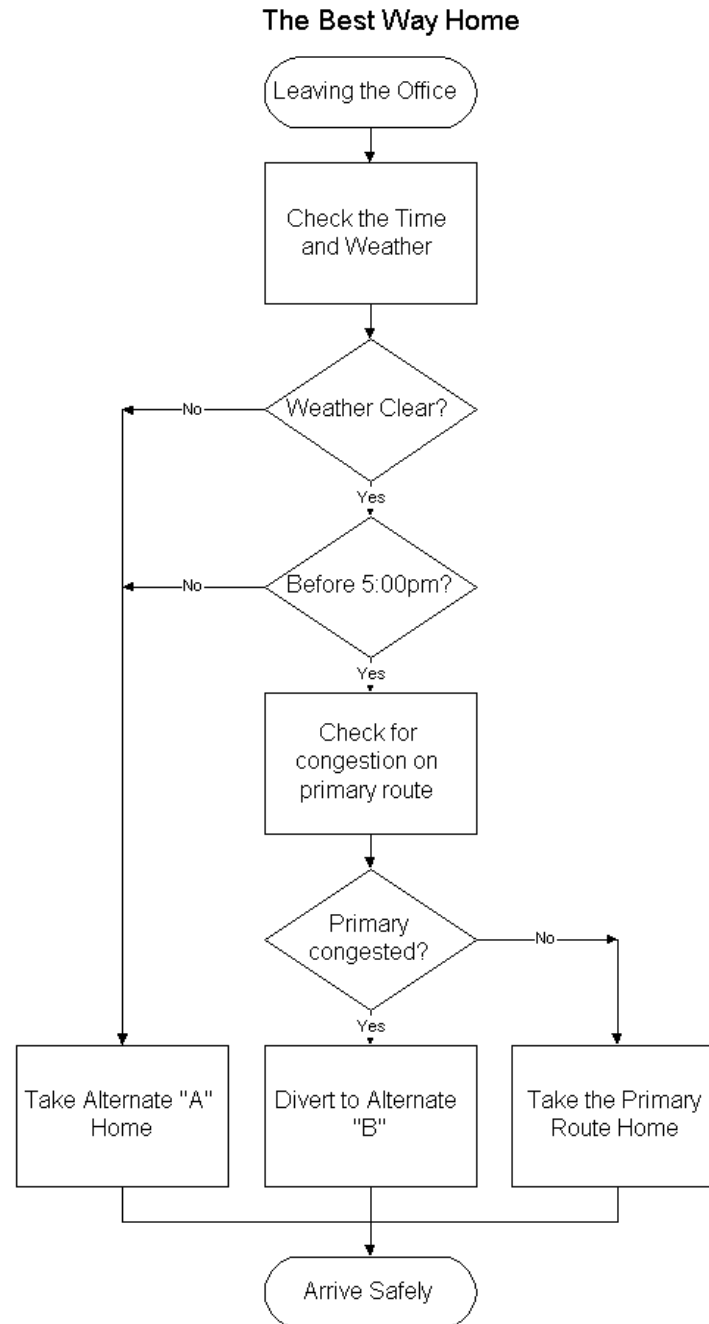 The Best Way Home
Leaving the Office
Check the Time
and Weather
Weather Clear?
No
Yes
Before 5:00pm?
No
Yes
Check for
congestion on
primary route
Primary
congested?
No
Yes
Take Alternate "A"
Home
Divert to Alternate
"B"
Take the Primary
Route Home
Arrive Safely